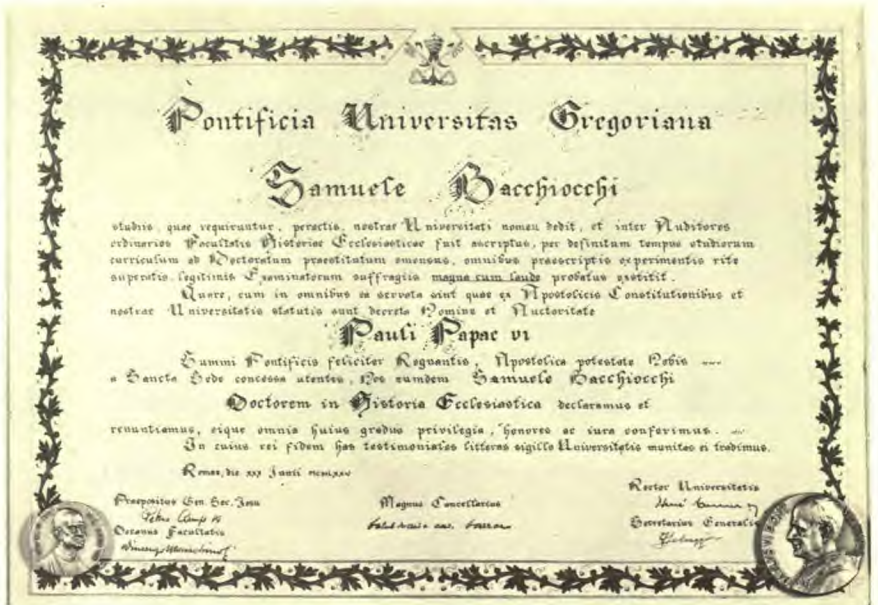 Pontificia Universitas Gregoriana
Samuele Bacchiocchi
studiis, quae requiruntur, peractis, nostrae Universitati nomen dedit, et inter Auditores
ordinarios Facultatis Historiae Ecclesiasticae fuit ascriptus, per definitum tempus studiorum
curriculum ad Doctoratum praestitutum emensus, omnibus praescriptis experimentis rite
superatis, legitimis Examinatorum suffragiis magna cum laude probatus exstitit.
Quare, cum in omnibus ea servata sint quae ex Apostolicis Constitutionibus et
nostrae Universitatis statutis sunt decreta Nomine et Auctoritate
Pauli Papae VI
Summi Pontificis feliciter Regnantis, Apostolica potestate Nobis
a Sancta Sede concessa utentes, Nos eumdem Samuele Bacchiocchi
Doctorem in Historia Ecclesiastica declaramus et
renuntiamus, eique omnia huius gradus privilegia, honores ac iura conferimus.
In cuius rei fidem has testimoniales litteras sigillo Universitatis munitas ei tradimus.
Romae, die xxx
Rector Universitatis
Praepositus Gen. Soc. Jesu
Magnus Cancellarius
Secretarius Generalis
Decanus Facultatis